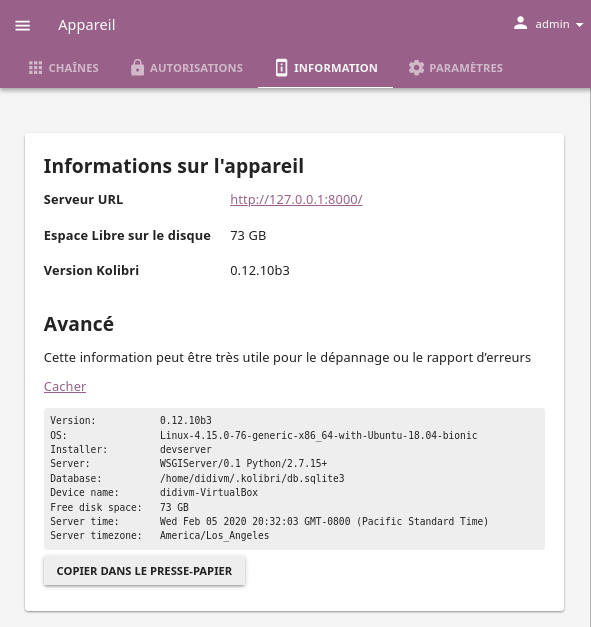 Appareil
admin
CHAÎNES AUTORISATIONS INFORMATION PARAMÈTRES
Informations sur l'appareil
Serveur URL http://127.0.0.1:8000/
Espace Libre sur le disque 73 GB
Version Kolibri 0.12.10b3
Avancé
Cette information peut être très utile pour le dépannage ou le rapport d'erreurs
Cacher
Version: 0.12.10b3
OS: Linux-4.15.0-76-generic-x86_64-with-Ubuntu-18.04-bionic
Installer: devserver
Server: WSGIServer/0.1 Python/2.7.15+
Database: /home/didivm/.kolibri/db.sqlite3
Device name: didivm-VirtualBox
Free disk space: 73 GB
Server time: Wed Feb 05 2020 20:32:03 GMT-0800 (Pacific Standard Time)
Server timezone: America/Los_Angeles
COPIER DANS LE PRESSE-PAPIER